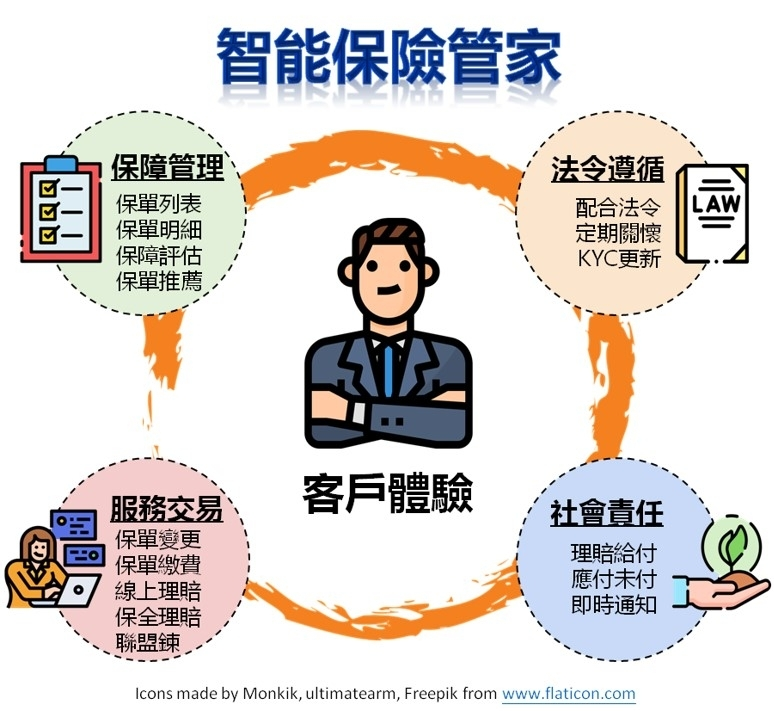 智能保險管家
保障管理
保單列表
保單明細
保障評估
保單推薦
法令遵循
配合法令
定期關懷
KYC更新
LAW
客戶體驗
服務交易
保單變更
保單繳費
線上理賠
保全理賠
聯盟鍊
社會責任
理賠給付
應付未付
即時通知
Icons made by Monkik, ultimatearm, Freepik from www.flaticon.com